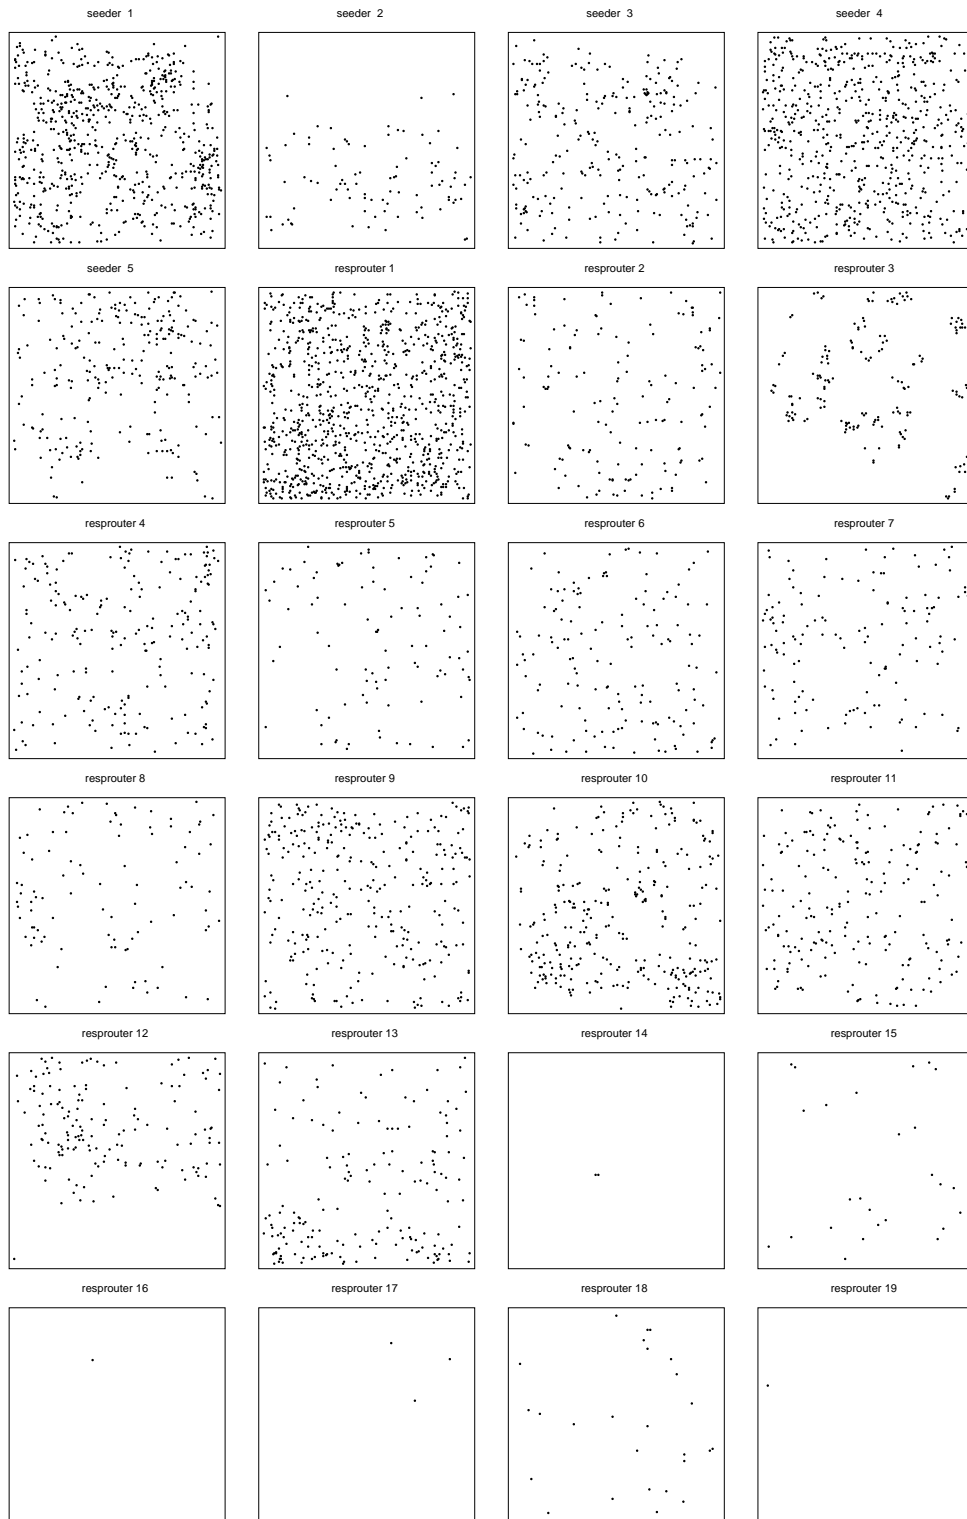 seeder 1
seeder 2
seeder 3
seeder 4
seeder 5
resprouter 1
resprouter 2
resprouter 3
resprouter 4
resprouter 5
resprouter 6
resprouter 7
resprouter 8
resprouter 9
resprouter 10
resprouter 11
resprouter 12
resprouter 13
resprouter 14
resprouter 15
resprouter 16
resprouter 17
resprouter 18
resprouter 19